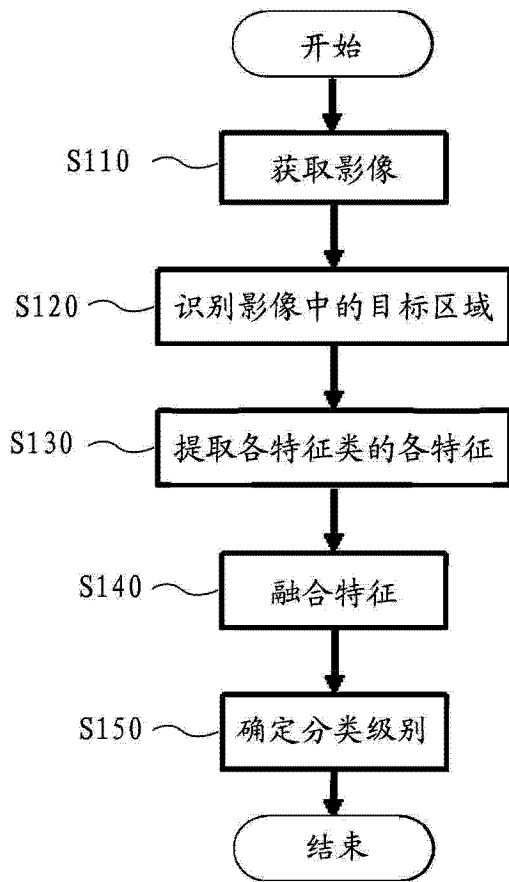 开始
S110
获取影像
S120
识别影像中的目标区域
S130
提取各特征类的各特征
S140
融合特征
S150
确定分类级别
结束